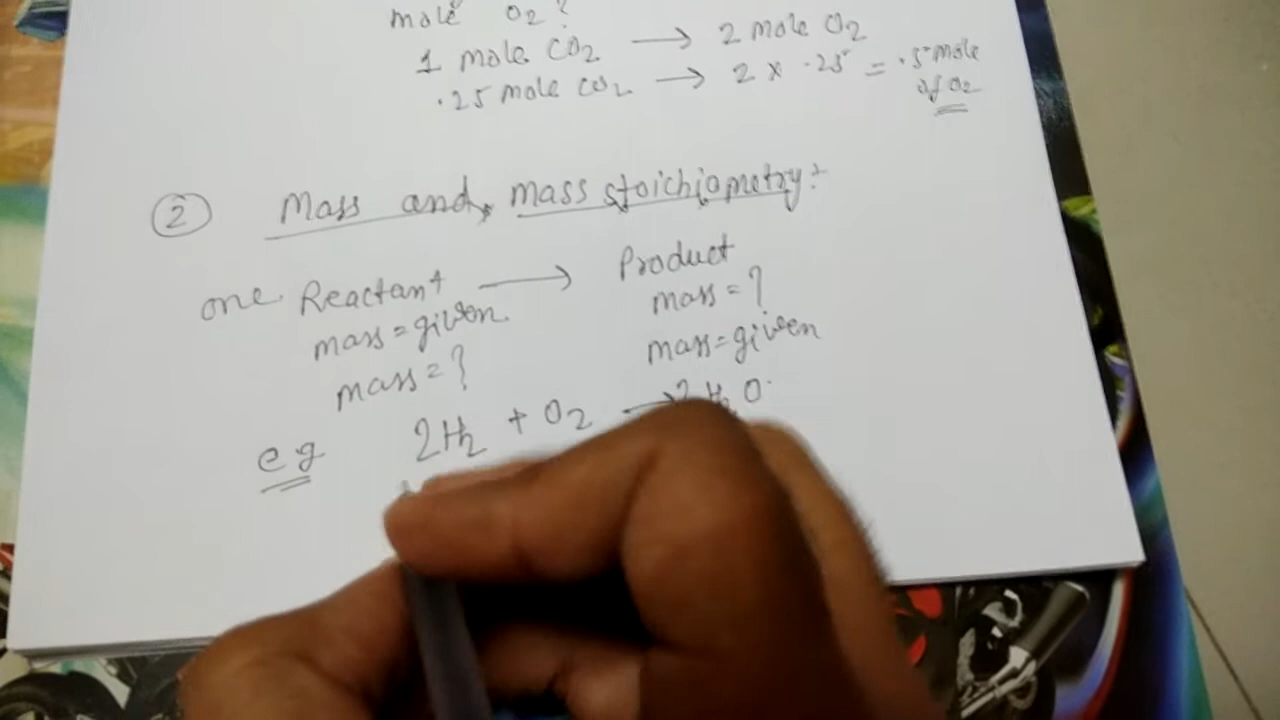 mole O2?
1 mole CO2 → 2 mole O2
.25 mole CO2 → 2 x .25 = .5 mole of O2
2 Mass and mass stoichiometry:
one Reactant → Product
mass = given mass = ?
mass = ? mass = given
e.g 2H2 + O2 → 2H2O